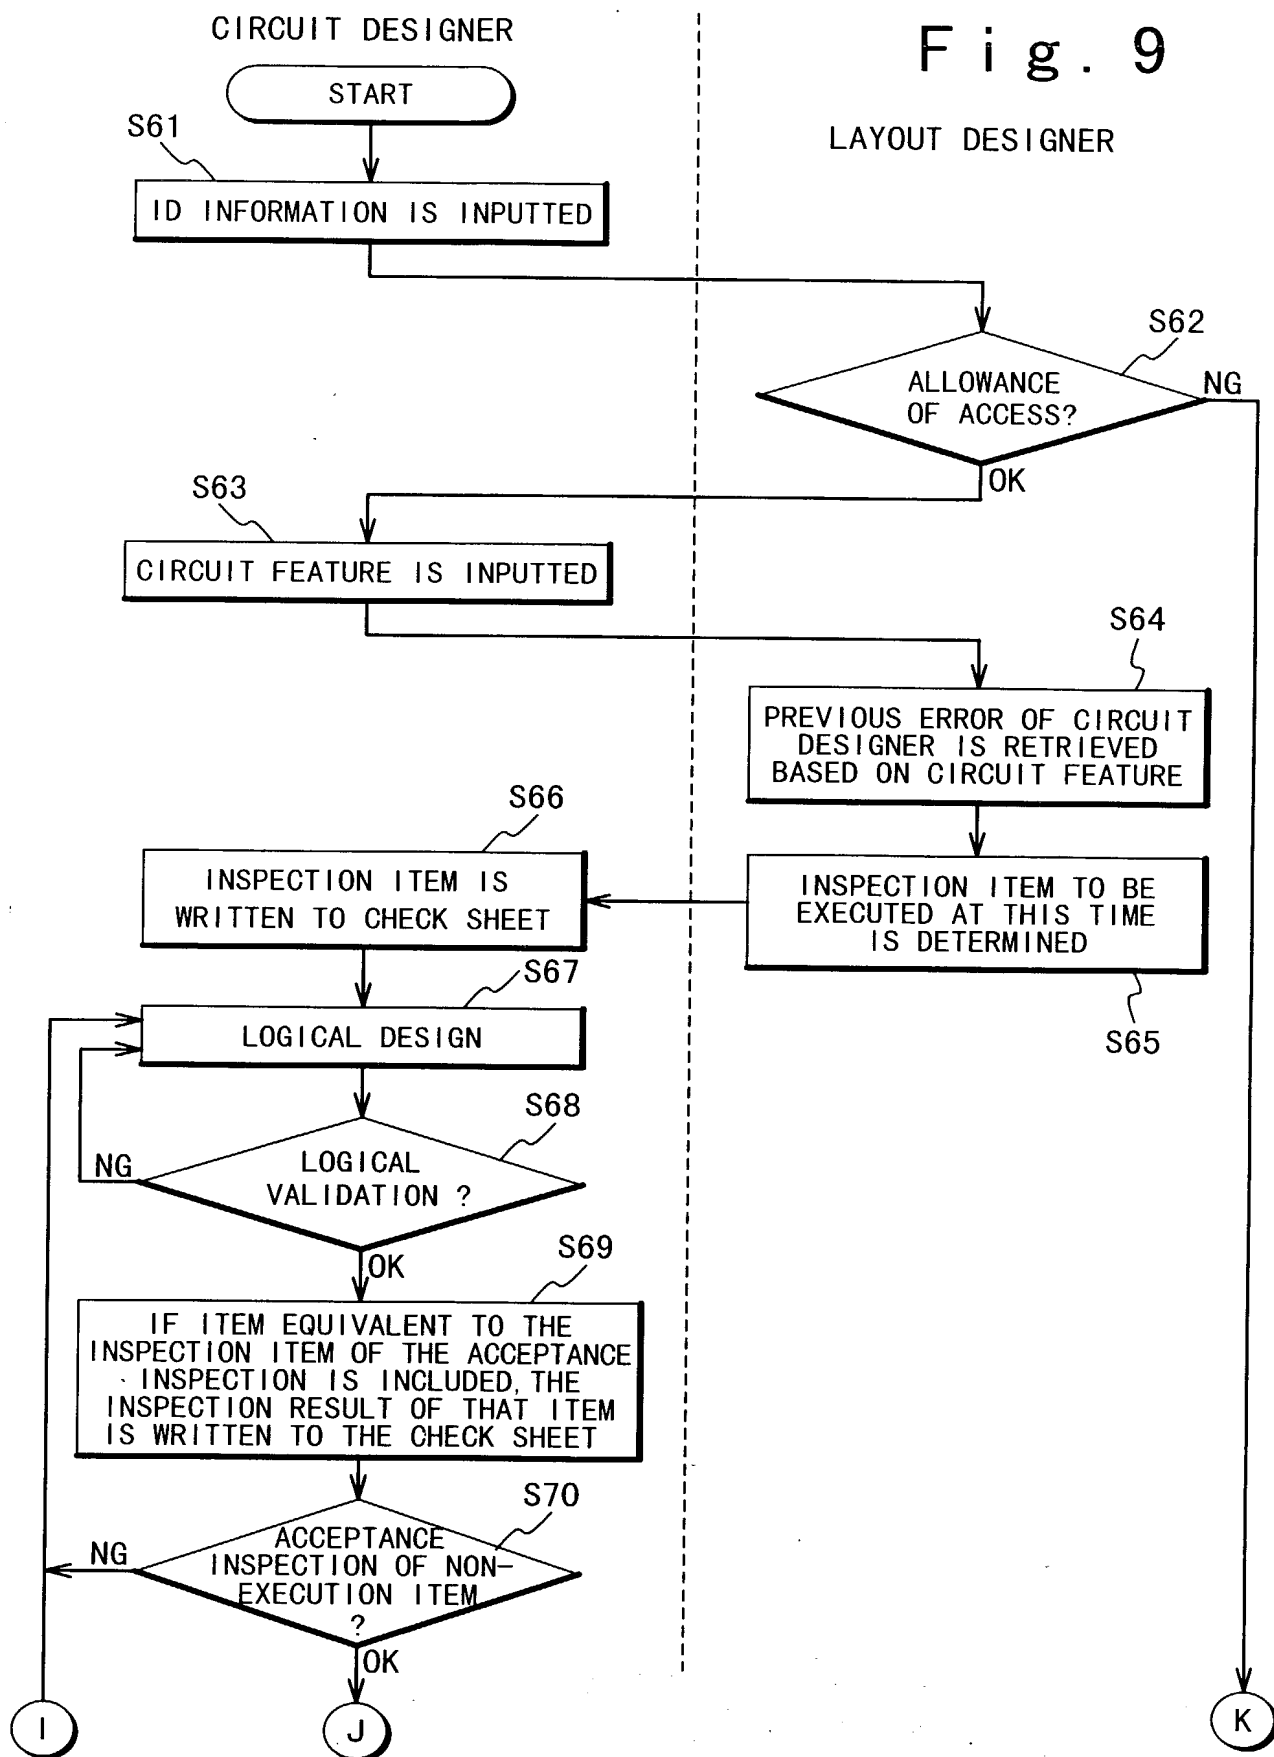 CIRCUIT DESIGNER
Fig. 9
START
LAYOUT DESIGNER
S61
ID INFORMATION IS INPUTTED
S62
ALLOWANCE
OF ACCESS?
NG
OK
S63
CIRCUIT FEATURE IS INPUTTED
S64
PREVIOUS ERROR OF CIRCUIT
DESIGNER IS RETRIEVED
BASED ON CIRCUIT FEATURE
S66
INSPECTION ITEM IS
WRITTEN TO CHECK SHEET
INSPECTION ITEM TO BE
EXECUTED AT THIS TIME
IS DETERMINED
S65
S67
LOGICAL DESIGN
S68
LOGICAL
VALIDATION ?
NG
OK
S69
IF ITEM EQUIVALENT TO THE
INSPECTION ITEM OF THE ACCEPTANCE
INSPECTION IS INCLUDED, THE
INSPECTION RESULT OF THAT ITEM
IS WRITTEN TO THE CHECK SHEET
S70
ACCEPTANCE
INSPECTION OF NON-
EXECUTION ITEM
?
NG
OK
I
J
K